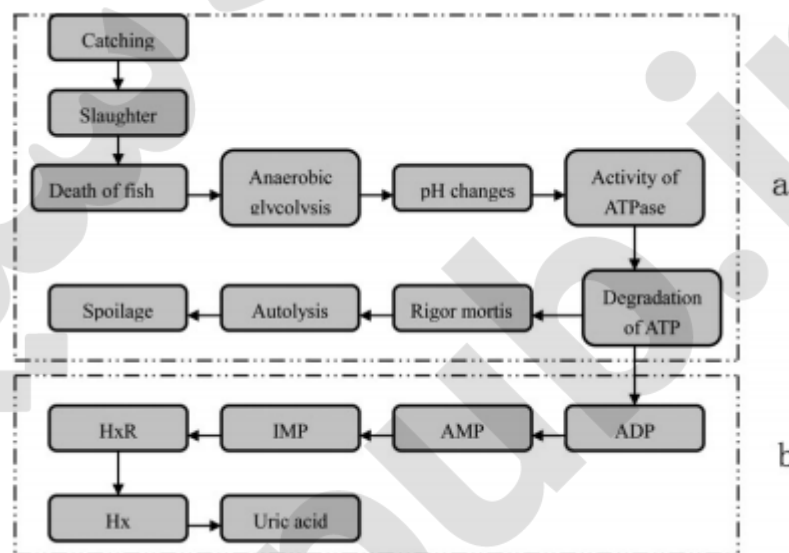 Catching
Slaughter
Death of fish
Anaerobic
glycolysis
pH changes
Activity of
ATPase
a
Spoilage
Autolysis
Rigor mortis
Degradation
of ATP
HxR
IMP
AMP
ADP
b
Hx
Uric acid